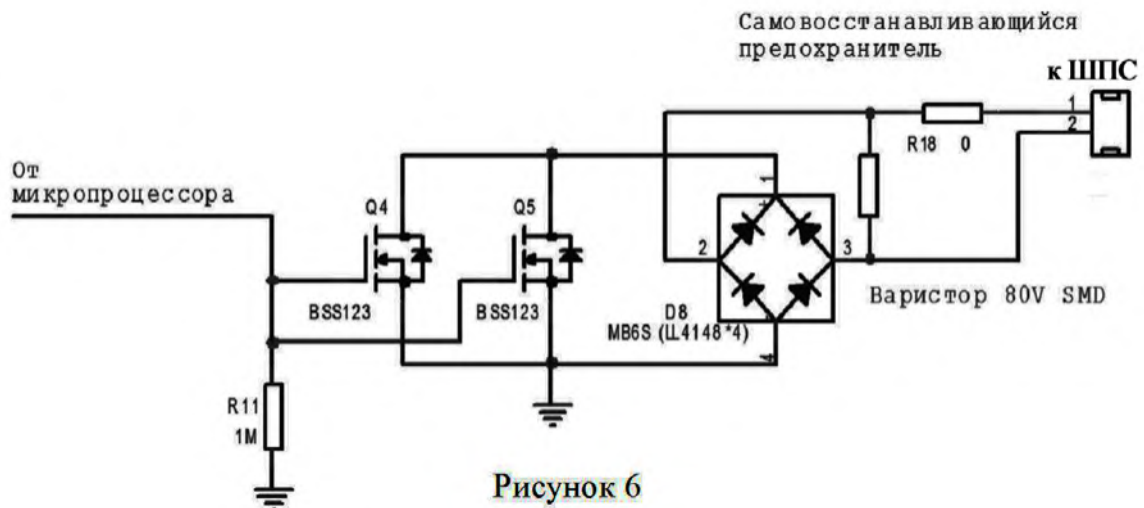 Самовосстанавливающийся
предохранитель
к ШПС
1
2
R18 0
От
микропроцессора
Q4
Q5
1
2
3
BSS123
BSS123
D8
MB6S (LL4148*4)
4
Варистор 80V SMD
R11
1M
Рисунок 6